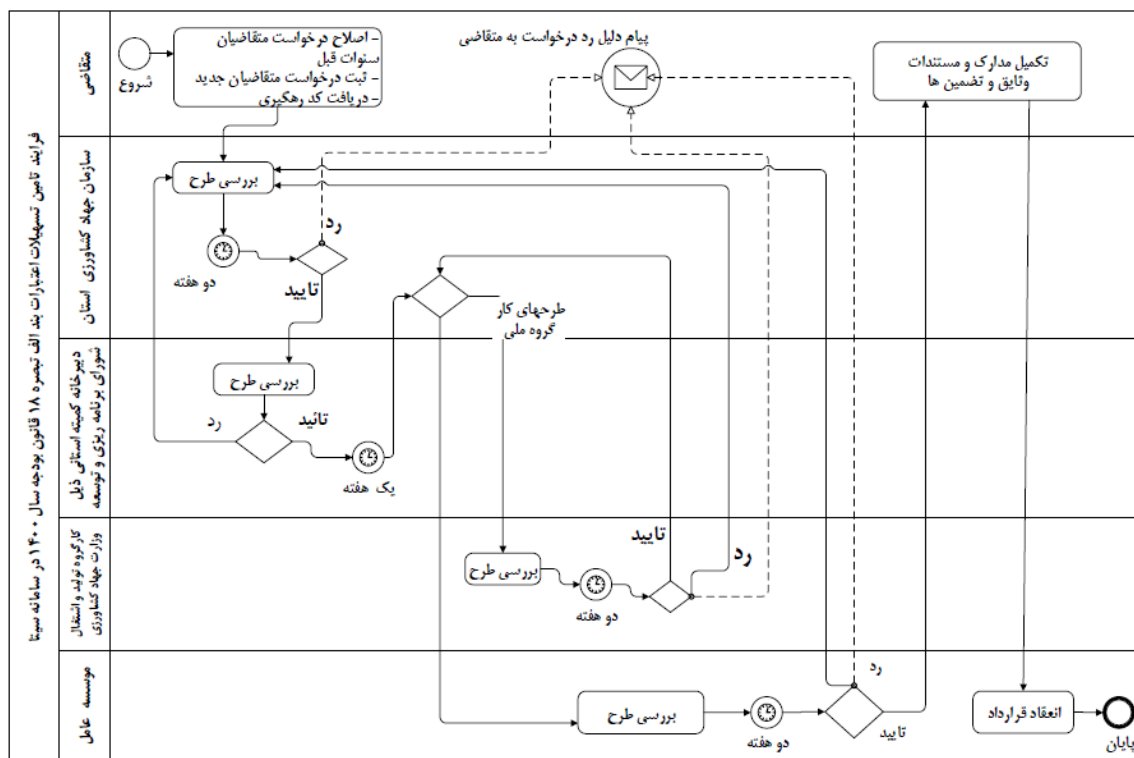 فرایند تامین تسهیلات اعتبارات بند الف تبصره ۱۸ قانون بودجه سال ۱۴۰۰ در سامانه سیتا
متقاضی
شروع
- اصلاح درخواست متقاضیان
سنوات قبل
- ثبت درخواست متقاضیان جدید
- دریافت کد رهگیری
پیام دلیل رد درخواست به متقاضی
تکمیل مدارک و مستندات
وثایق و تضمین ها
سازمان جهاد کشاورزی استان
بررسی طرح
دو هفته
رد
تایید
طرحهای کار
گروه ملی
دبیرخانه کمیته استانی ذیل
شورای برنامه ریزی و توسعه
بررسی طرح
رد
تائید
یک هفته
کارگروه تولید و اشتغال
وزارت جهاد کشاورزی
بررسی طرح
دو هفته
تایید
رد
موسسه عامل
بررسی طرح
دو هفته
رد
تایید
انعقاد قرارداد
پایان